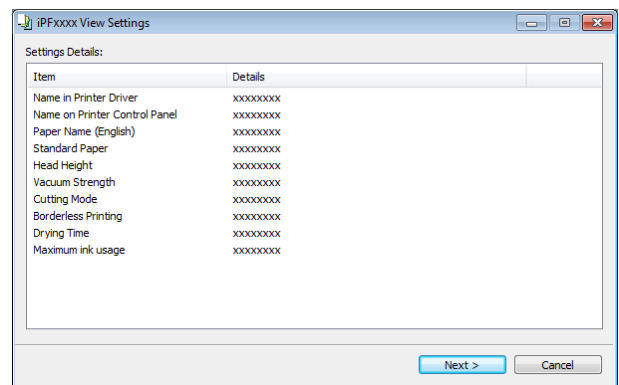 iPFxxxx View Settings
Settings Details:
Item Details
Name in Printer Driver xxxxxxxx
Name on Printer Control Panel xxxxxxxx
Paper Name (English) xxxxxxxx
Standard Paper xxxxxxxx
Head Height xxxxxxxx
Vacuum Strength xxxxxxxx
Cutting Mode xxxxxxxx
Borderless Printing xxxxxxxx
Drying Time xxxxxxxx
Maximum ink usage xxxxxxxx
Next > Cancel